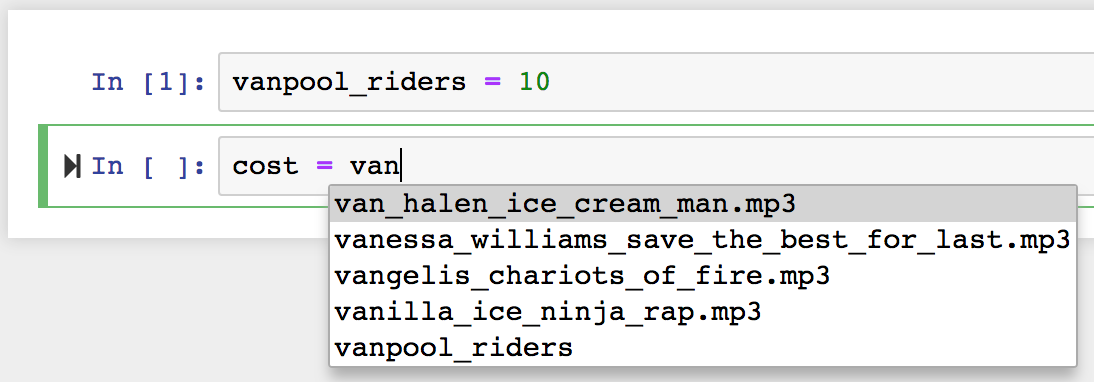 In [1]: vanpool_riders = 10
In [ ]: cost = van
van_halen_ice_cream_man.mp3
vanessa_williams_save_the_best_for_last.mp3
vangelis_chariots_of_fire.mp3
vanilla_ice_ninja_rap.mp3
vanpool_riders